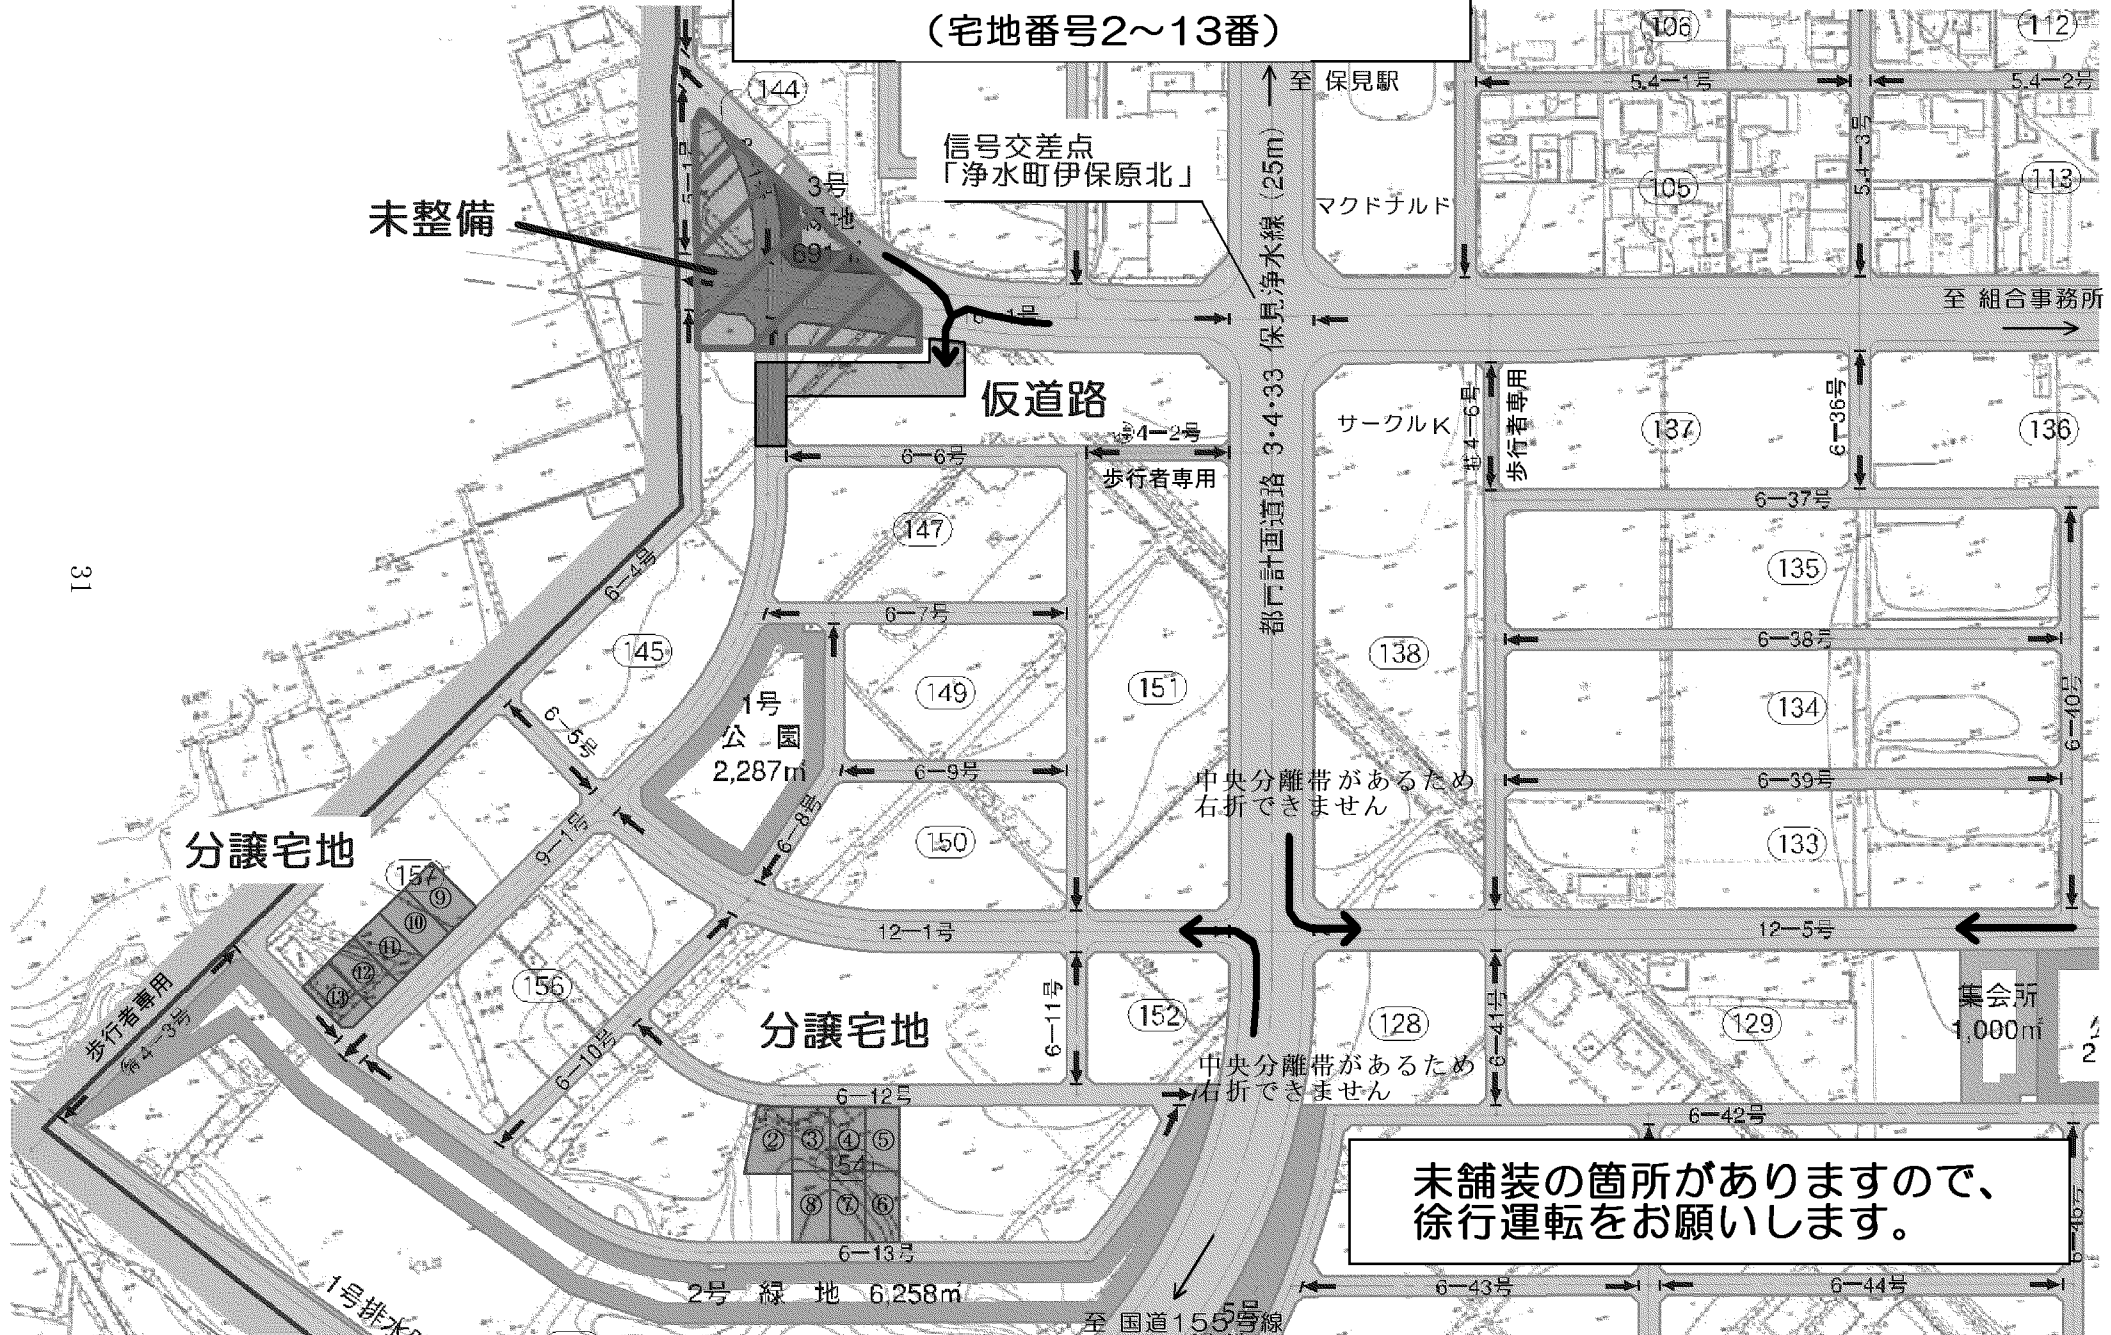 (宅地番号2～13番)
至 保見駅
106
112
5.4－1号
5.4－2号
144
信号交差点
「浄水町伊保原北」
5.4－3号
3号
マクドナルド
105
113
未整備
691
都市計画道路 3・4・33 保見浄水線 (25m)
至 組合事務所
仮道路
サークルK
歩行者専用
137
6－36号
136
4－2号
6－6号
歩行者専用
6－37号
147
135
31
6－4号
6－7号
6－38号
145
138
149
151
134
6－40号
1号
公 園
2,287㎡
6－5号
6－9号
6－39号
中央分離帯があるため
右折できません
6－8号
9－1号
150
133
分譲宅地
157
⑨
⑩
⑪
⑫
⑬
12－1号
12－5号
156
歩行者専用
4－3号
分譲宅地
6－11号
152
128
6－41号
129
集会所
1,000㎡
6－10号
中央分離帯があるため
右折できません
6－12号
6－42号
② ③ ④ ⑤
154
⑧ ⑦ ⑥
未舗装の箇所がありますので、
徐行運転をお願いします。
6－13号
2号 緑 地 6,258㎡
6－43号
6－44号
1号排水
5号
至 国道155号線